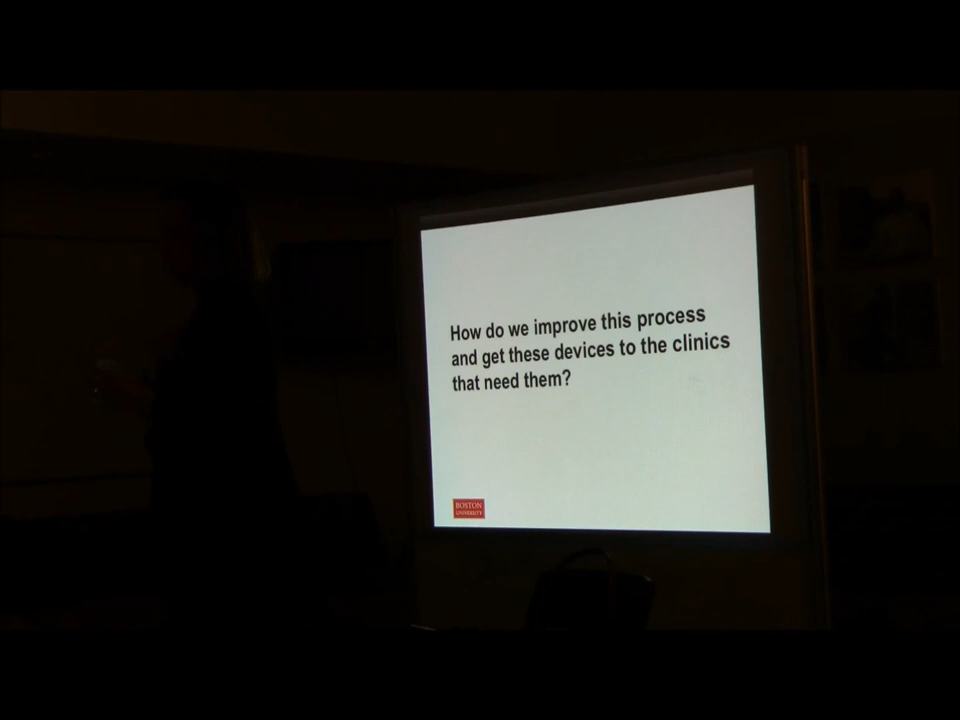 How do we improve this process
and get these devices to the clinics
that need them?
BOSTON
UNIVERSITY